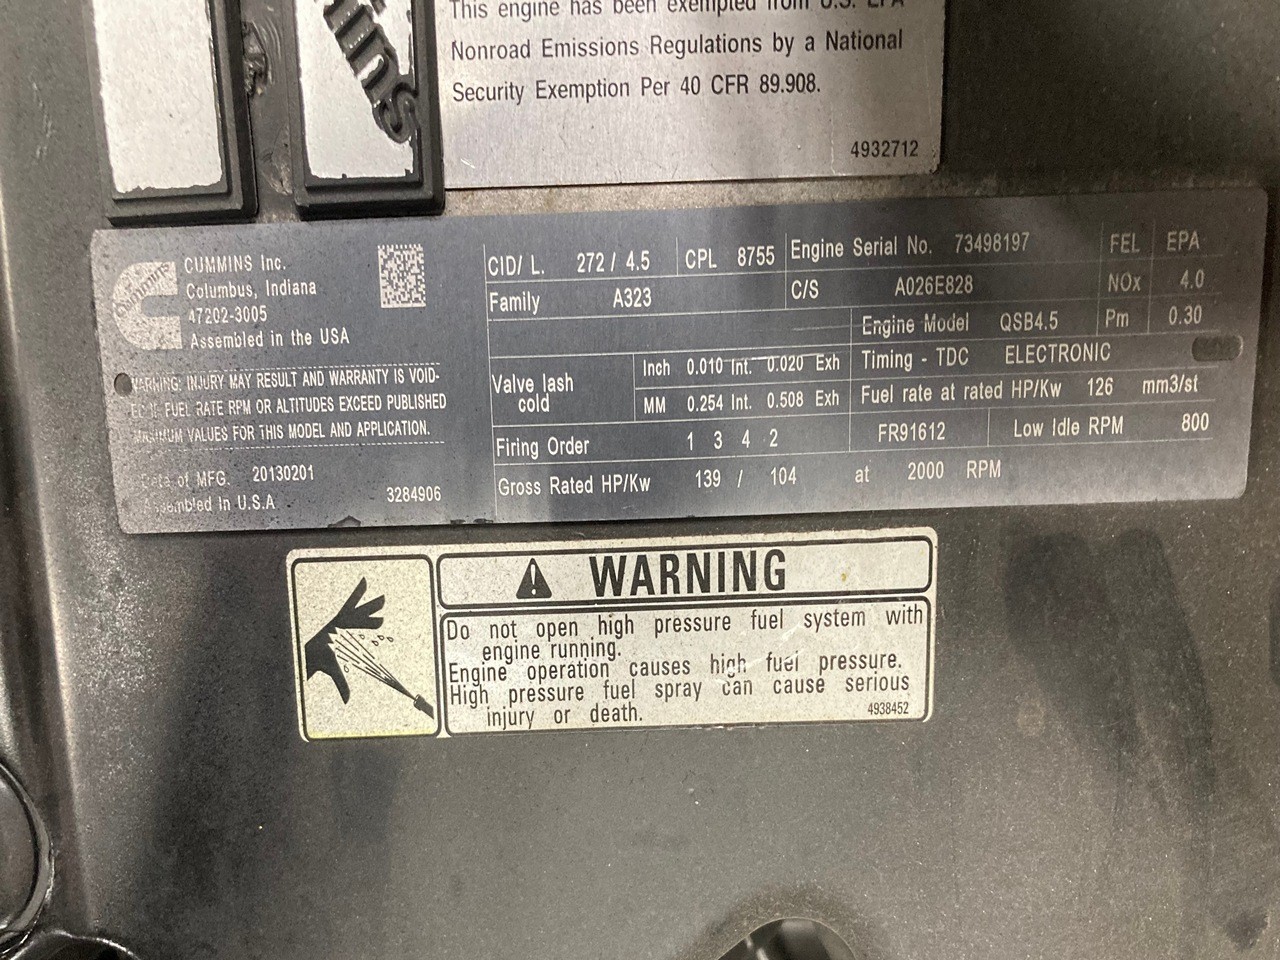 This engine has been exempted from U.S. EPA
Nonroad Emissions Regulations by a National
Security Exemption Per 40 CFR 89.908.
4932712
Cummins
CUMMINS Inc.
Columbus, Indiana
47202-3005
Assembled in the USA
WARNING: INJURY MAY RESULT AND WARRANTY IS VOID-
ED IF FUEL RATE RPM OR ALTITUDES EXCEED PUBLISHED
MAXIMUM VALUES FOR THIS MODEL AND APPLICATION.
Date of MFG. 20130201
Assembled in U.S.A 3284906
CID/ L. 272 / 4.5 CPL 8755 Engine Serial No. 73498197 FEL EPA
Family A323 C/S A026E828 NOx 4.0
Engine Model QSB4.5 Pm 0.30
Valve lash cold Inch 0.010 Int. 0.020 Exh Timing - TDC ELECTRONIC
MM 0.254 Int. 0.508 Exh Fuel rate at rated HP/Kw 126 mm3/st
Firing Order 1 3 4 2 FR91612 Low Idle RPM 800
Gross Rated HP/Kw 139 / 104 at 2000 RPM
WARNING
Do not open high pressure fuel system with
engine running.
Engine operation causes high fuel pressure.
High pressure fuel spray can cause serious
injury or death.
4938452